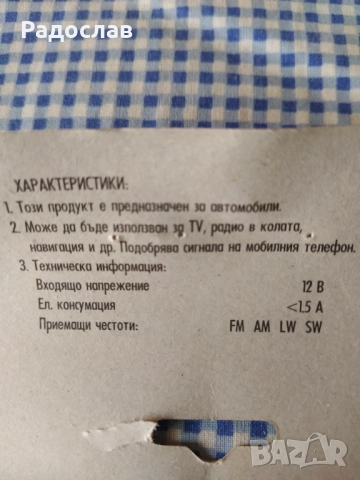 Радослав
ХАРАКТЕРИСТИКИ:
1. Този продукт е предназначен за автомобили.
2. Може да бъде използван за TV, радио в колата,
навигация и др. Подобрява сигнала на мобилния телефон.
3. Техническа информация:
Входящо напрежение 12 В
Ел. консумация <1.5 А
Приемащи честоти: FM AM LW SW
BAZAR